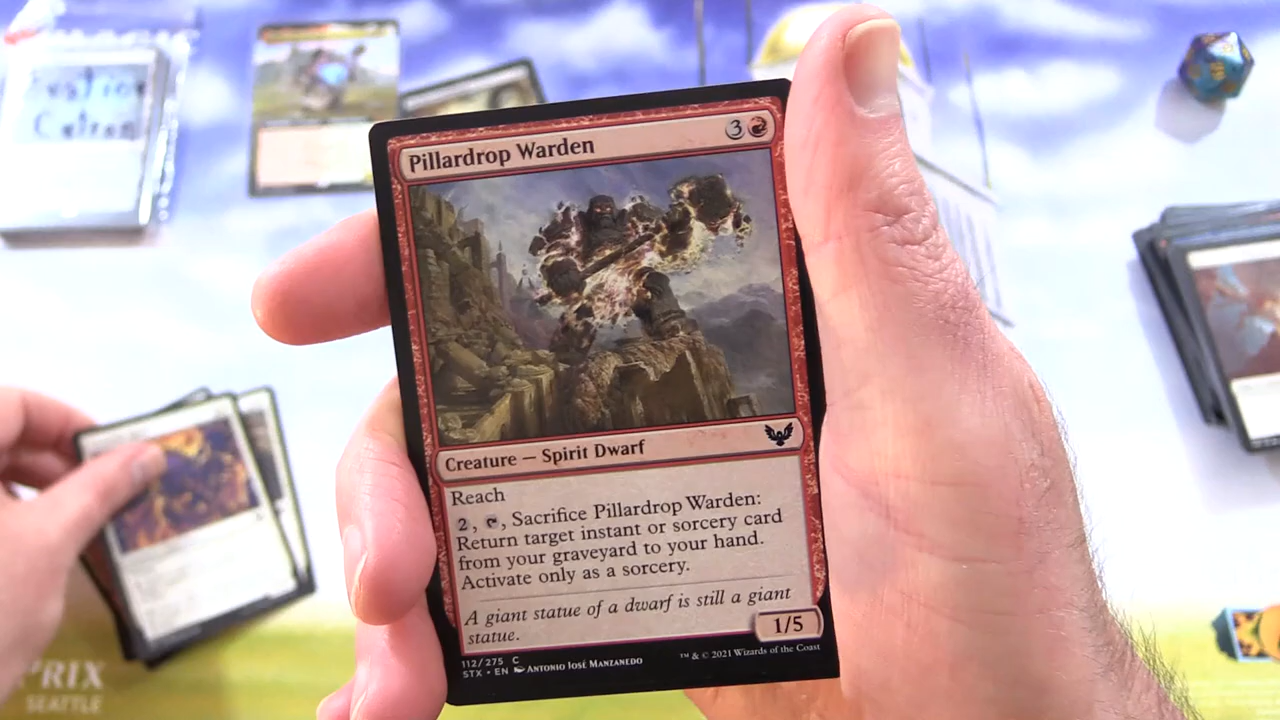 Pillardrop Warden
3
Creature — Spirit Dwarf
Reach
2, , Sacrifice Pillardrop Warden:
Return target instant or sorcery card
from your graveyard to your hand.
Activate only as a sorcery.
A giant statue of a dwarf is still a giant
statue.
1/5
112/275 C
STX • EN Antonio José Manzanedo
™ & © 2021 Wizards of the Coast
PRIX
SEATTLE